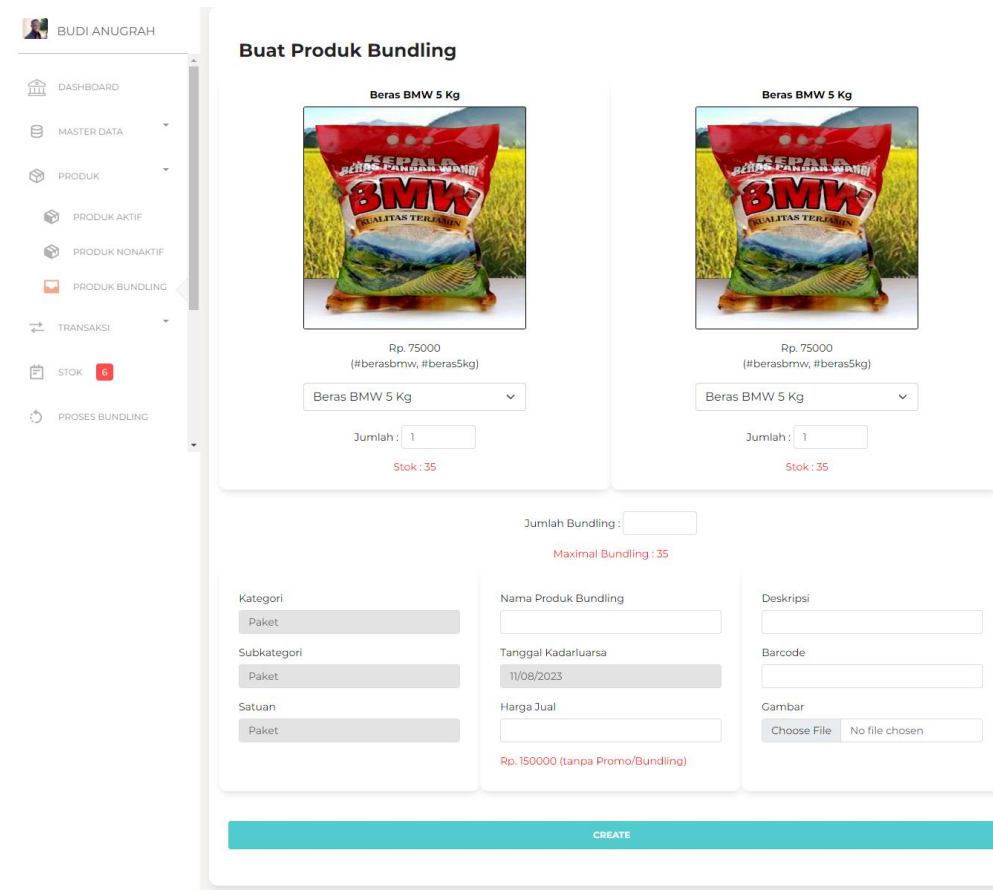 BUDI ANUGRAH
DASHBOARD
MASTER DATA
PRODUK
PRODUK AKTIF
PRODUK NONAKTIF
PRODUK BUNDLING
TRANSAKSI
STOK 6
PROSES BUNDLING
Buat Produk Bundling
Beras BMW 5 Kg
KEPALA
BERAS PANDAN WANGI
BMW
KUALITAS TERJAMIN
Rp. 75000
(#berasbmw, #beras5kg)
Beras BMW 5 Kg
Jumlah : 1
Stok : 35
Beras BMW 5 Kg
KEPALA
BERAS PANDAN WANGI
BMW
KUALITAS TERJAMIN
Rp. 75000
(#berasbmw, #beras5kg)
Beras BMW 5 Kg
Jumlah : 1
Stok : 35
Jumlah Bundling :
Maximal Bundling : 35
Kategori
Paket
Subkategori
Paket
Satuan
Paket
Nama Produk Bundling
Tanggal Kadarluarsa
11/08/2023
Harga Jual
Rp. 150000 (tanpa Promo/Bundling)
Deskripsi
Barcode
Gambar
Choose File No file chosen
CREATE